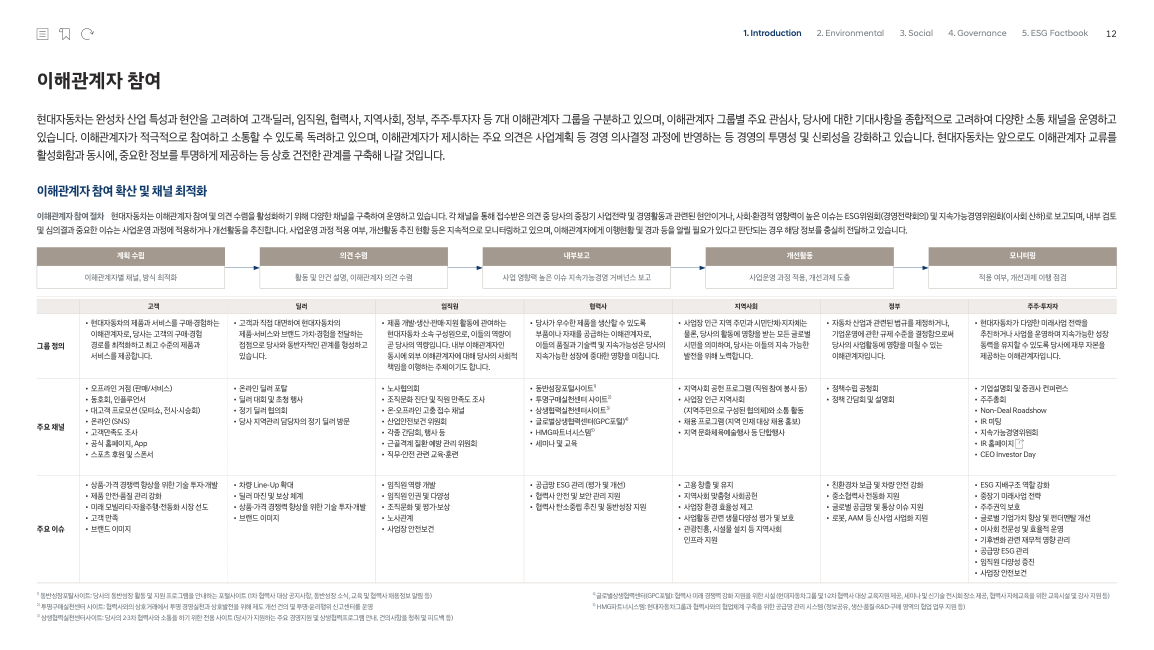 1. Introduction 2. Environmental 3. Social 4. Governance 5. ESG Factbook 12
이해관계자 참여
현대자동차는 완성차 산업 특성과 현안을 고려하여 고객·딜러, 임직원, 협력사, 지역사회, 정부, 주주·투자자 등 7대 이해관계자 그룹을 구분하고 있으며, 이해관계자 그룹별 주요 관심사, 당사에 대한 기대사항을 종합적으로 고려하여 다양한 소통 채널을 운영하고
있습니다. 이해관계자가 적극적으로 참여하고 소통할 수 있도록 독려하고 있으며, 이해관계자가 제시하는 주요 의견은 사업계획 등 경영 의사결정 과정에 반영하는 등 경영의 투명성 및 신뢰성을 강화하고 있습니다. 현대자동차는 앞으로도 이해관계자 교류를
활성화함과 동시에, 중요한 정보를 투명하게 제공하는 등 상호 건전한 관계를 구축해 나갈 것입니다.
이해관계자 참여 확산 및 채널 최적화
이해관계자 참여 절차 현대자동차는 이해관계자 참여 및 의견 수렴을 활성화하기 위해 다양한 채널을 구축하여 운영하고 있습니다. 각 채널을 통해 접수받은 의견 중 당사의 중장기 사업전략 및 경영활동과 관련된 현안이거나, 사회·환경적 영향력이 높은 이슈는 ESG위원회(경영전략회의) 및 지속가능경영위원회(이사회 산하)로 보고되며, 내부 검토
및 심의결과 중요한 이슈는 사업운영 과정에 적용하거나 개선활동을 추진합니다. 사업운영 과정 적용 여부, 개선활동 추진 현황 등은 지속적으로 모니터링하고 있으며, 이해관계자에게 이행현황 및 경과 등을 알릴 필요가 있다고 판단되는 경우 해당 정보를 충실히 전달하고 있습니다.
계획 수립
이해관계자별 채널, 방식 최적화
의견 수렴
활동 및 안건 설명, 이해관계자 의견 수렴
내부보고
사업 영향력 높은 이슈 지속가능경영 거버넌스 보고
개선활동
사업운영 과정 적용, 개선과제 도출
모니터링
적용 여부, 개선과제 이행 점검
고객 딜러 임직원 협력사 지역사회 정부 주주·투자자
그룹 정의
• 현대자동차의 제품과 서비스를 구매·경험하는
이해관계자로, 당사는 고객의 구매·경험
경로를 최적화하고 최고 수준의 제품과
서비스를 제공합니다.
• 고객과 직접 대면하여 현대자동차의
제품·서비스와 브랜드 가치·경험을 전달하는
접점으로 당사와 동반자적인 관계를 형성하고
있습니다.
• 제품 개발·생산·판매·지원 활동에 관여하는
현대자동차 소속 구성원으로, 이들의 역량이
곧 당사의 역량입니다. 내부 이해관계자인
동시에 외부 이해관계자에 대해 당사의 사회적
책임을 이행하는 주체이기도 합니다.
• 당사가 우수한 제품을 생산할 수 있도록
부품이나 자재를 공급하는 이해관계자로,
이들의 품질과 기술력 및 지속가능성은 당사의
지속가능한 성장에 중대한 영향을 미칩니다.
• 사업장 인근 지역 주민과 시민단체·지자체는
물론, 당사의 활동에 영향을 받는 모든 글로벌
시민을 의미하며, 당사는 이들의 지속 가능한
발전을 위해 노력합니다.
• 자동차 산업과 관련된 법규를 제정하거나,
기업운영에 관한 규제 수준을 결정함으로써
당사의 사업활동에 영향을 미칠 수 있는
이해관계자입니다.
• 현대자동차가 다양한 미래사업 전략을
추진하거나 사업을 운영하며 지속가능한 성장
동력을 유지할 수 있도록 당사에 재무 자본을
제공하는 이해관계자입니다.
주요 채널
• 오프라인 거점 (판매/서비스)
• 동호회, 인플루언서
• 대고객 프로모션 (모터쇼, 전시·시승회)
• 온라인 (SNS)
• 고객만족도 조사
• 공식 홈페이지, App
• 스포츠 후원 및 스폰서
• 온라인 딜러 포탈
• 딜러 대회 및 초청 행사
• 정기 딜러 협의회
• 당사 지역관리 담당자의 정기 딜러 방문
• 노사협의회
• 조직문화 진단 및 직원 만족도 조사
• 온·오프라인 고충 접수 채널
• 산업안전보건 위원회
• 각종 간담회, 행사 등
• 근골격계 질환 예방 관리 위원회
• 직무·안전 관련 교육·훈련
• 동반성장포털사이트1)
• 투명구매실천센터 사이트2)
• 상생협력실천센터사이트3)
• 글로벌상생협력센터(GPC포털)4)
• HMG파트너시스템5)
• 세미나 및 교육
• 지역사회 공헌 프로그램 (직원 참여 봉사 등)
• 사업장 인근 지역사회
(지역주민으로 구성된 협의체)와 소통 활동
• 채용 프로그램 (지역 인재 대상 채용 홍보)
• 지역 문화체육예술행사 등 단합행사
• 정책수립 공청회
• 정책 간담회 및 설명회
• 기업설명회 및 증권사 컨퍼런스
• 주주총회
• Non-Deal Roadshow
• IR 미팅
• 지속가능경영위원회
• IR 홈페이지
• CEO Investor Day
주요 이슈
• 상품·가격 경쟁력 향상을 위한 기술 투자·개발
• 제품 안전·품질 관리 강화
• 미래 모빌리티·자율주행·전동화 시장 선도
• 고객 만족
• 브랜드 이미지
• 차량 Line-Up 확대
• 딜러 마진 및 보상 체계
• 상품·가격 경쟁력 향상을 위한 기술 투자·개발
• 브랜드 이미지
• 임직원 역량 개발
• 임직원 인권 및 다양성
• 조직문화 및 평가·보상
• 노사관계
• 사업장 안전보건
• 공급망 ESG 관리 (평가 및 개선)
• 협력사 안전 및 보안 관리 지원
• 협력사 탄소중립 추진 및 동반성장 지원
• 고용 창출 및 유지
• 지역사회 맞춤형 사회공헌
• 사업장 환경 효율성 제고
• 사업활동 관련 생물다양성 평가 및 보호
• 관광진흥, 시설물 설치 등 지역사회
인프라 지원
• 친환경차 보급 및 차량 안전 강화
• 중소협력사 전동화 지원
• 글로벌 공급망 및 통상 이슈 지원
• 로봇, AAM 등 신사업 사업화 지원
• ESG 지배구조 역할 강화
• 중장기 미래사업 전략
• 주주권익 보호
• 글로벌 기업가치 향상 및 펀더멘탈 개선
• 이사회 전문성 및 효율적 운영
• 기후변화 관련 재무적 영향 관리
• 공급망 ESG 관리
• 임직원 다양성 증진
• 사업장 안전보건
1) 동반성장포털사이트: 당사의 동반성장 활동 및 지원 프로그램을 안내하는 포털사이트 (1차 협력사 대상 공지사항, 동반성장 소식, 교육 및 협력사 채용정보 알림 등)
2) 투명구매실천센터 사이트: 협력사와의 상호거래에서 투명 경영실천과 상호발전을 위해 제도 개선 건의 및 투명·윤리행위 신고센터를 운영
3) 상생협력실천센터사이트: 당사의 2·3차 협력사와 소통을 하기 위한 전용 사이트 (당사가 지원하는 주요 경영지원 및 상생협력프로그램 안내, 건의사항을 청취 및 피드백 등)
4) 글로벌상생협력센터(GPC포털): 협력사 미래 경쟁력 강화 지원을 위한 시설 (현대자동차그룹 및 1·2차 협력사 대상 교육지원 제공, 세미나 및 신기술 전시회 장소 제공, 협력사 자체교육을 위한 교육시설 및 강사 지원 등)
5) HMG파트너시스템: 현대자동차그룹과 협력사와의 협업체계 구축을 위한 공급망 관리 시스템 (정보공유, 생산·품질·R&D·구매 영역의 협업 업무 지원 등)